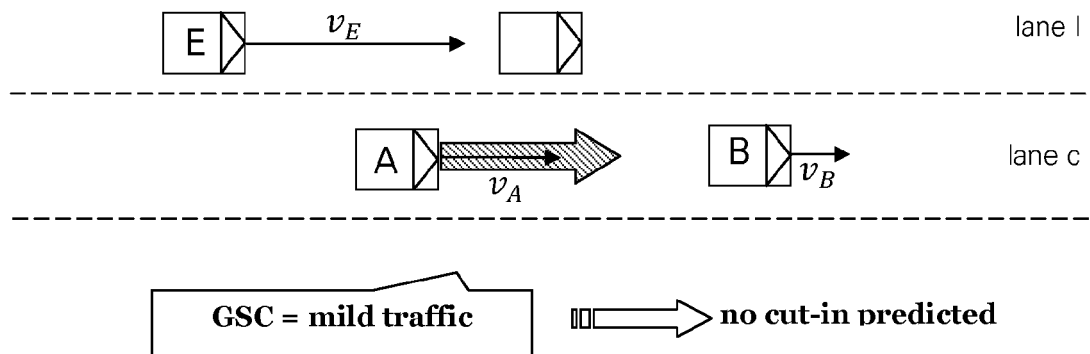 E v_E lane l
A v_A B v_B lane c
GSC = mild traffic no cut-in predicted